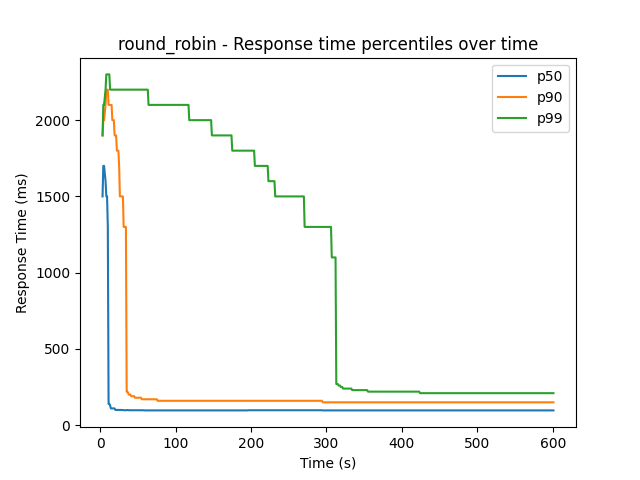 round_robin - Response time percentiles over time
p50
p90
p99
2000
1500
1000
500
0
Response Time (ms)
0 100 200 300 400 500 600
Time (s)